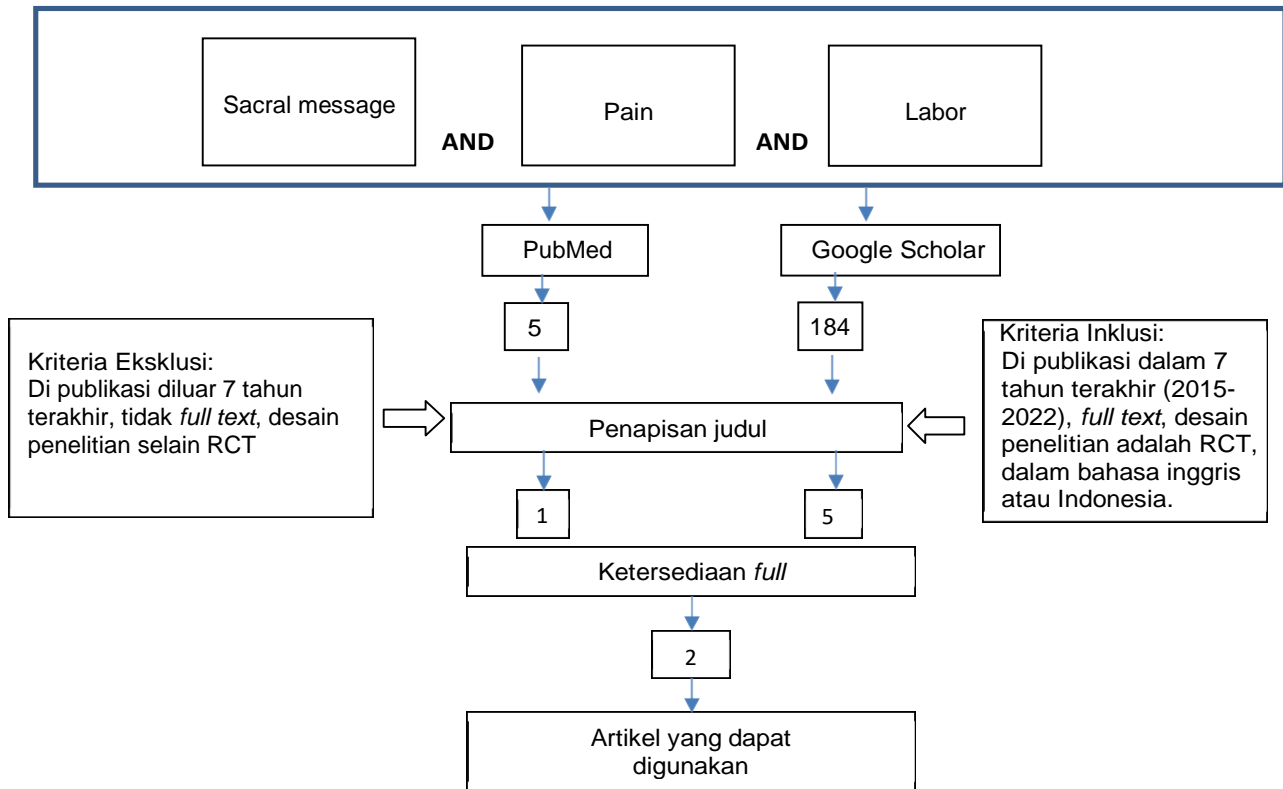 Sacral message
AND
Pain
AND
Labor
PubMed
Google Scholar
5
184
Kriteria Eksklusi:
Di publikasi diluar 7 tahun
terakhir, tidak full text, desain
penelitian selain RCT
Penapisan judul
Kriteria Inklusi:
Di publikasi dalam 7
tahun terakhir (2015-
2022), full text, desain
penelitian adalah RCT,
dalam bahasa inggris
atau Indonesia.
1
5
Ketersediaan full
2
Artikel yang dapat
digunakan